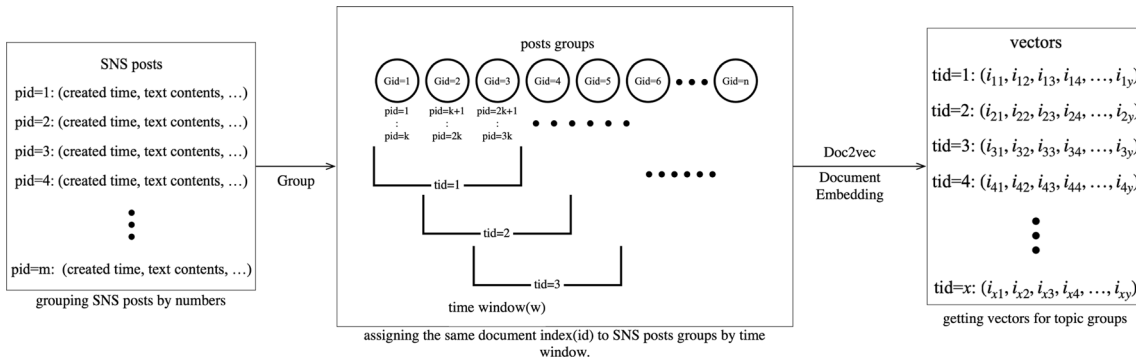 SNS posts
pid=1: (created time, text contents, …)
pid=2: (created time, text contents, …)
pid=3: (created time, text contents, …)
pid=4: (created time, text contents, …)
pid=m: (created time, text contents, …)
grouping SNS posts by numbers
Group
posts groups
Gid=1 Gid=2 Gid=3 Gid=4 Gid=5 Gid=6 Gid=n
pid=1 pid=k+1 pid=2k+1
: : :
pid=k pid=2k pid=3k
tid=1
tid=2
tid=3
time window(w)
assigning the same document index(id) to SNS posts groups by time
window.
Doc2vec
Document
Embedding
vectors
tid=1: (i₁₁, i₁₂, i₁₃, i₁₄, …, i₁y)
tid=2: (i₂₁, i₂₂, i₂₃, i₂₄, …, i₂y)
tid=3: (i₃₁, i₃₂, i₃₃, i₃₄, …, i₃y)
tid=4: (i₄₁, i₄₂, i₄₃, i₄₄, …, i₄y)
tid=x: (iₓ₁, iₓ₂, iₓ₃, iₓ₄, …, iₓy)
getting vectors for topic groups